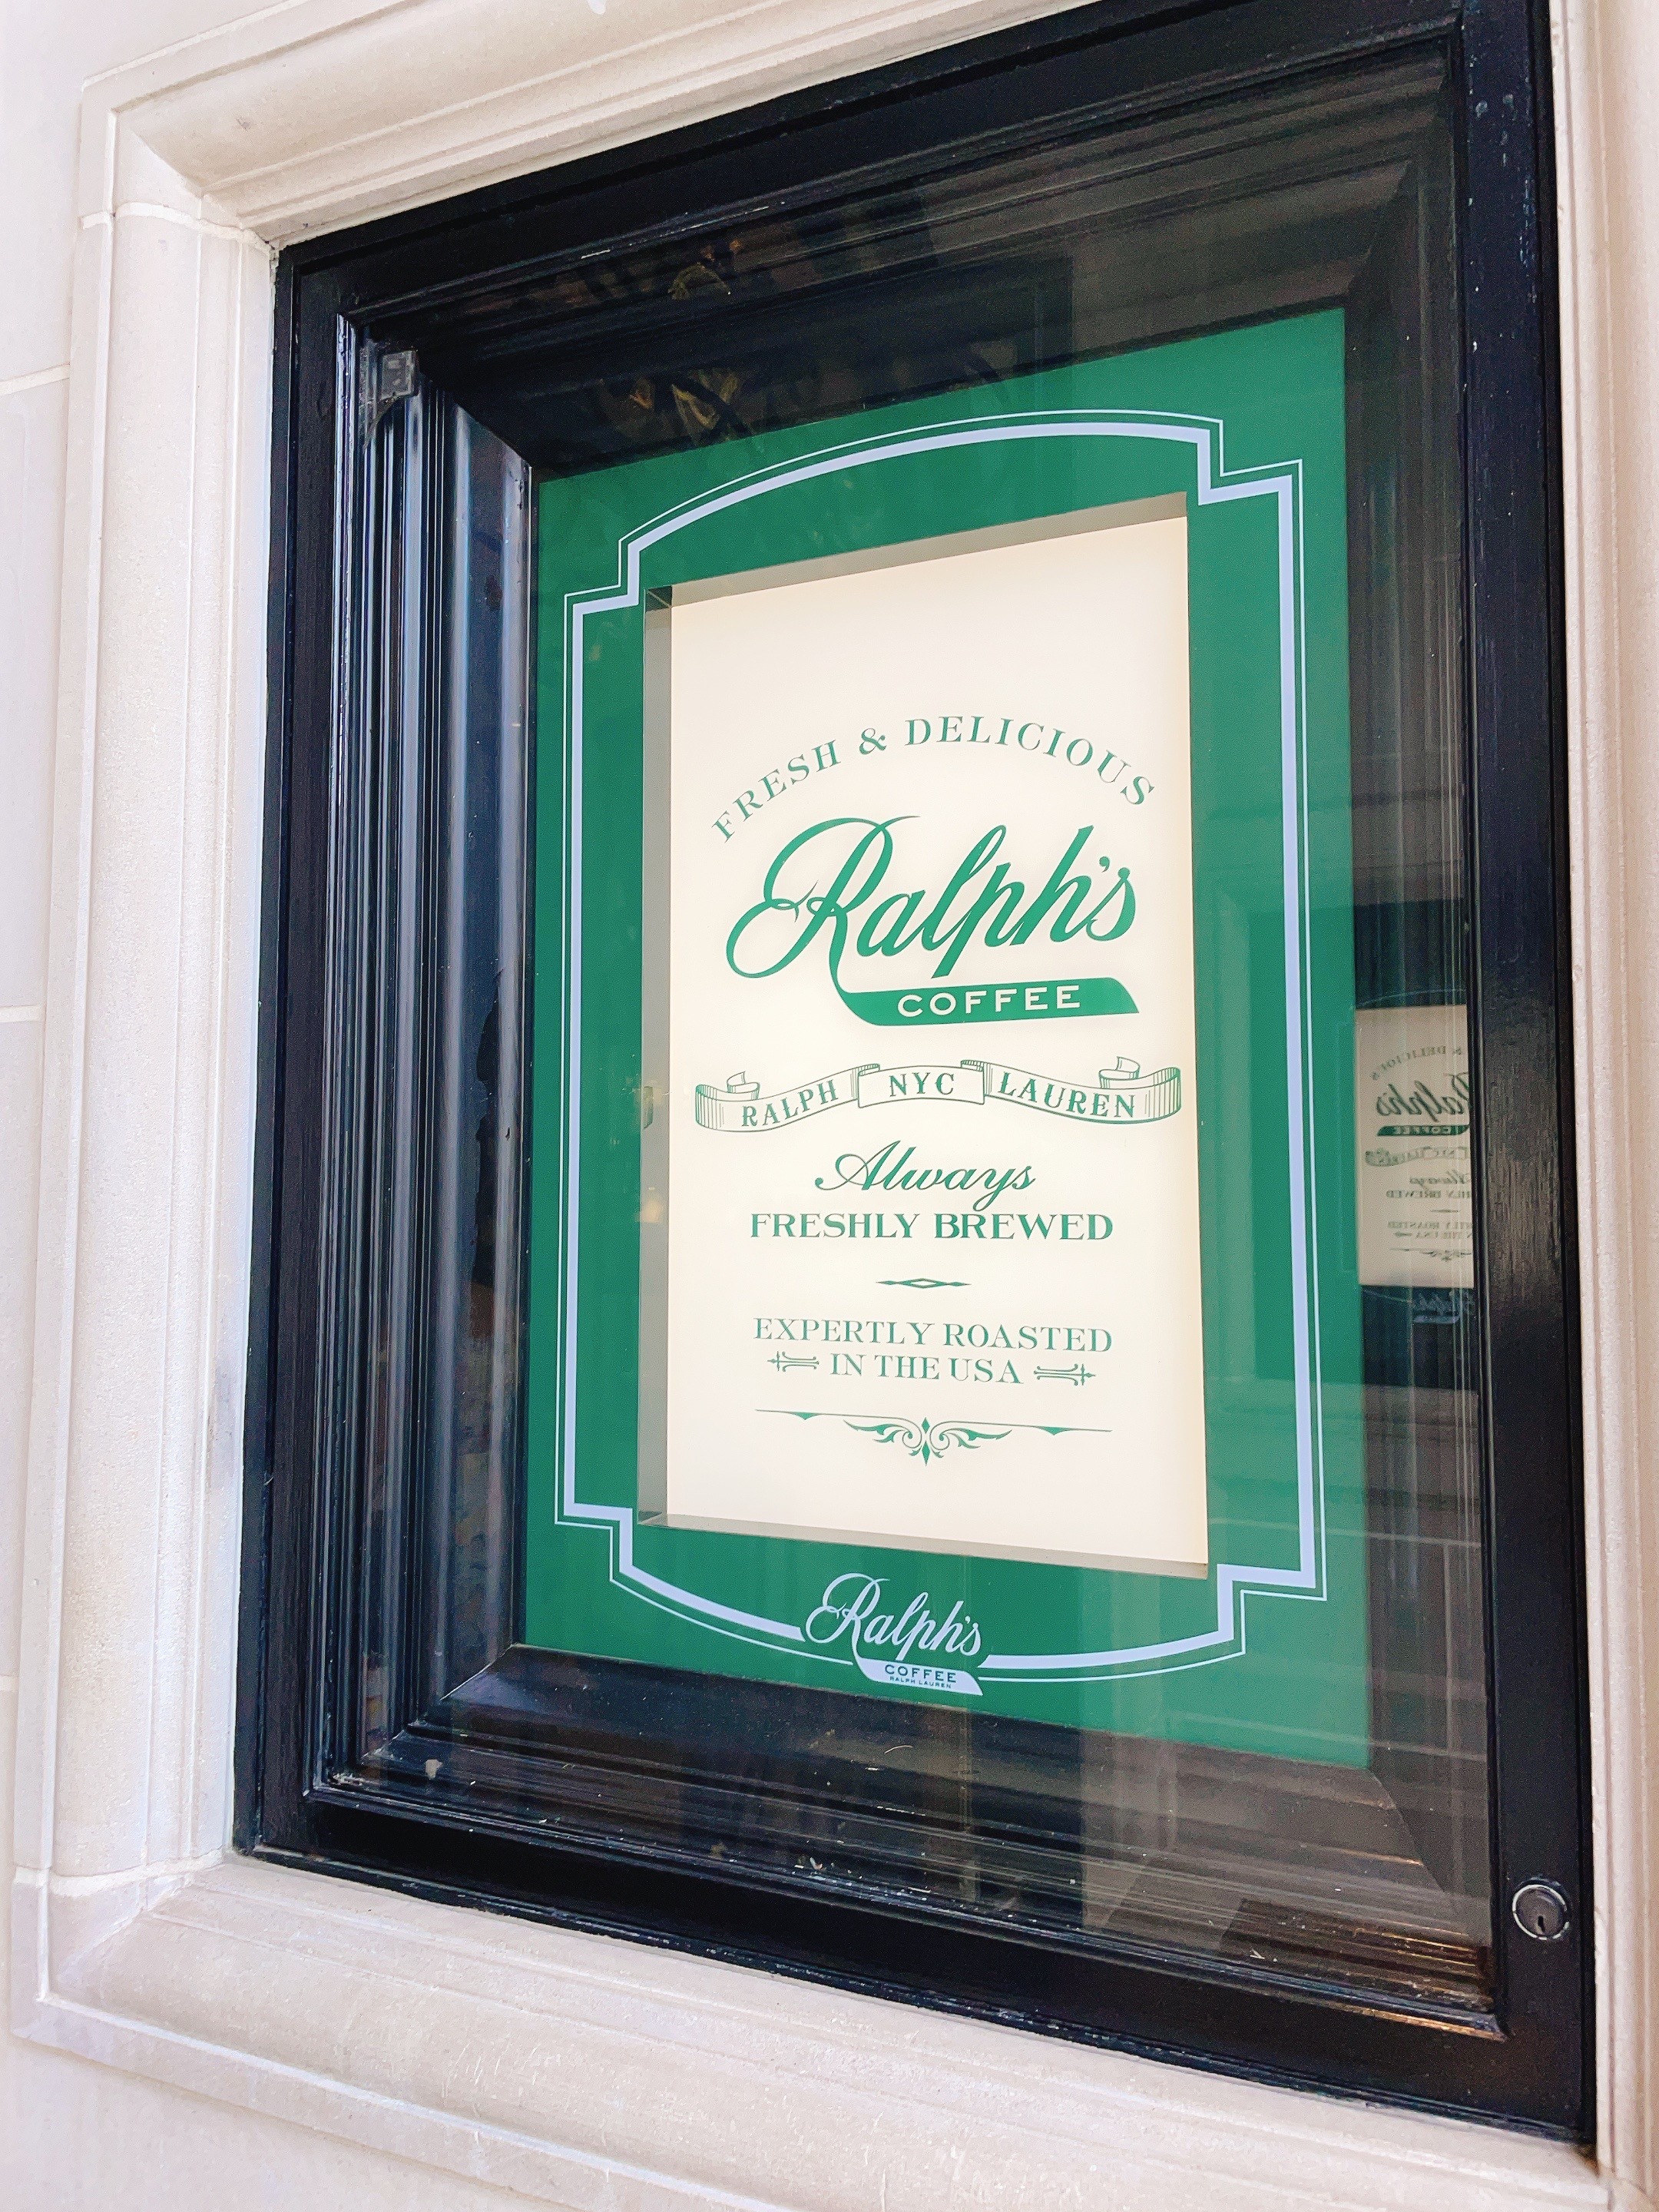 FRESH & DELICIOUS
Ralph's
COFFEE
RALPH NYC LAUREN
Always
FRESHLY BREWED
EXPERTLY ROASTED
IN THE USA
Ralph's
COFFEE
RALPH LAUREN